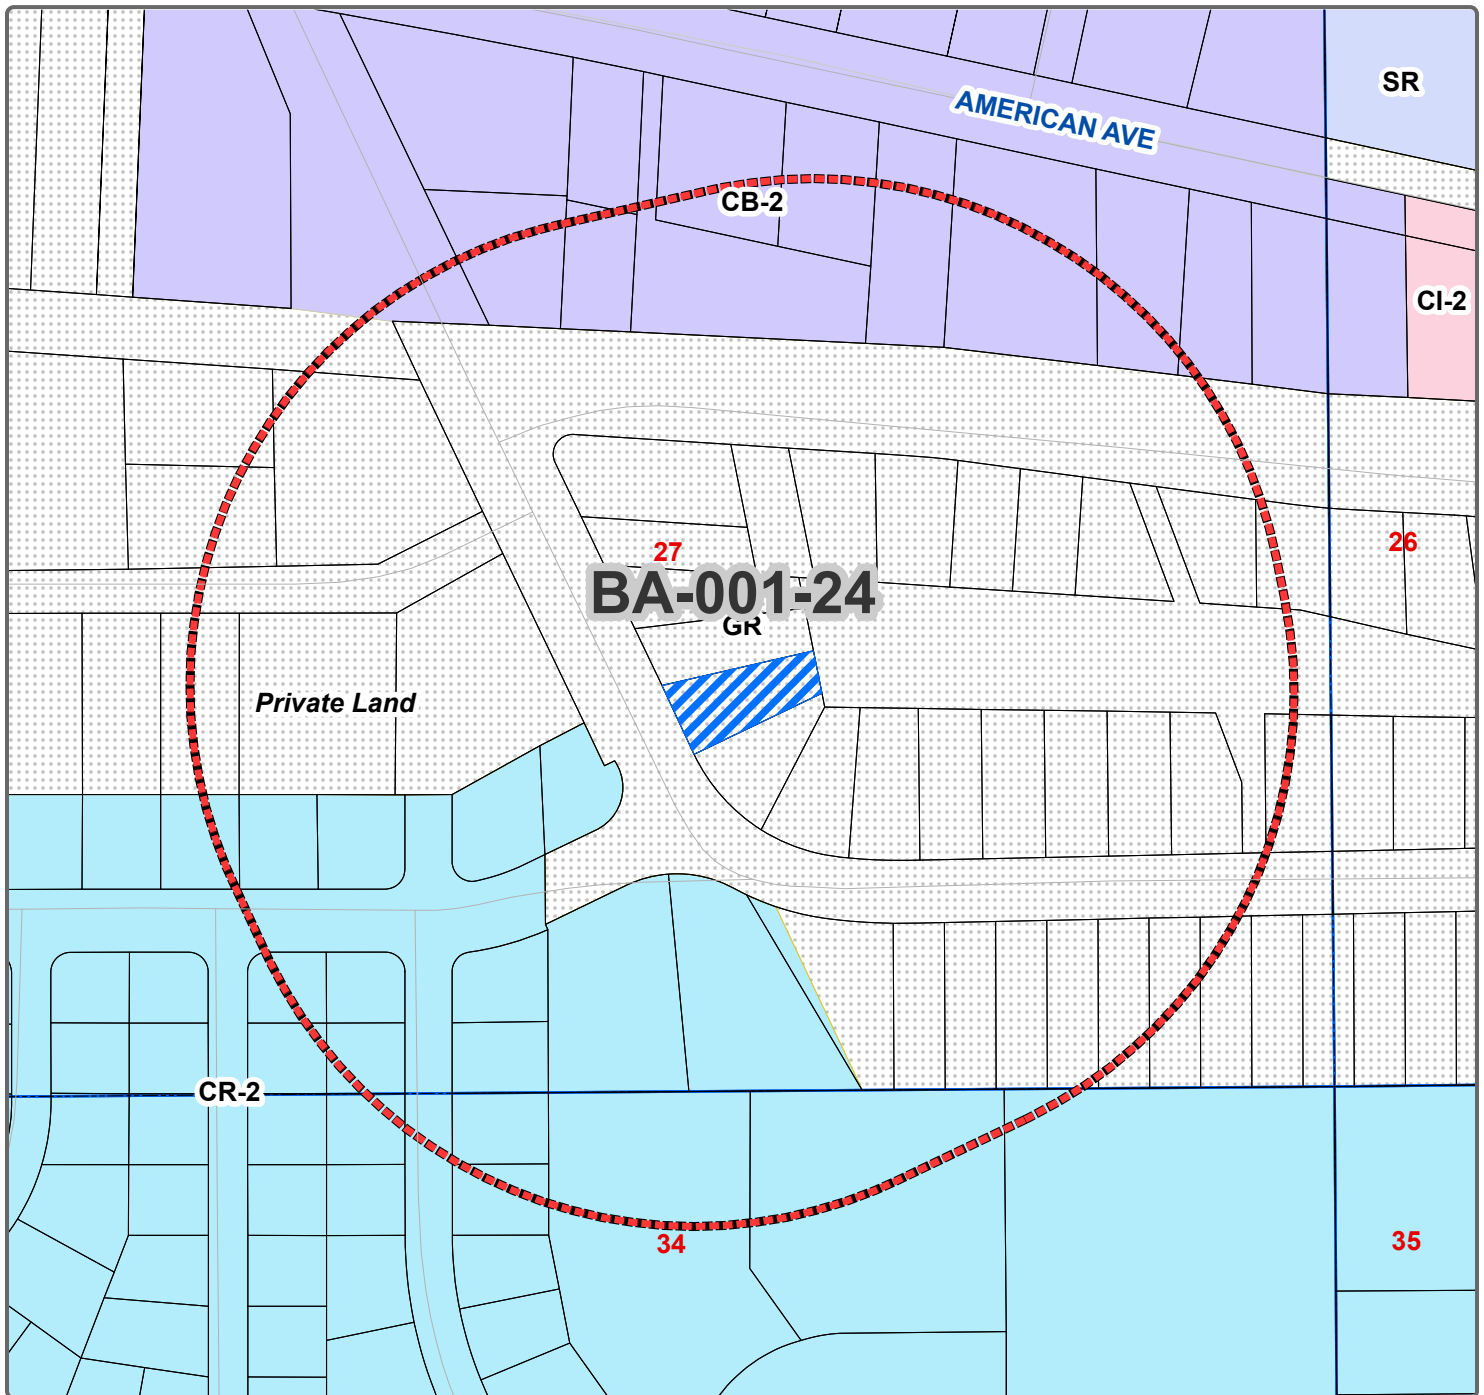 SR
AMERICAN AVE
CB-2
CI-2
27
26
BA-001-24
GR
Private Land
CR-2
34
35